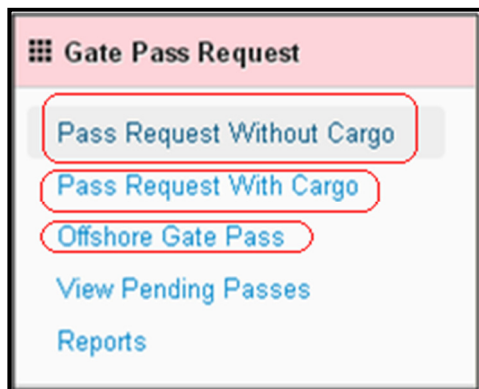 Gate Pass Request
Pass Request Without Cargo
Pass Request With Cargo
Offshore Gate Pass
View Pending Passes
Reports